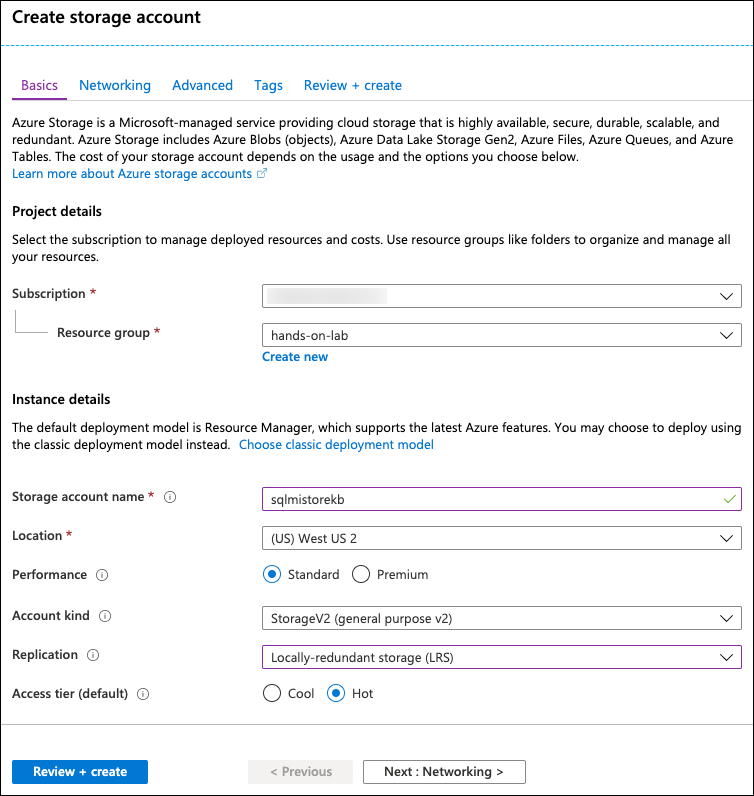 Create storage account
Basics Networking Advanced Tags Review + create
Azure Storage is a Microsoft-managed service providing cloud storage that is highly available, secure, durable, scalable, and
redundant. Azure Storage includes Azure Blobs (objects), Azure Data Lake Storage Gen2, Azure Files, Azure Queues, and Azure
Tables. The cost of your storage account depends on the usage and the options you choose below.
Learn more about Azure storage accounts
Project details
Select the subscription to manage deployed resources and costs. Use resource groups like folders to organize and manage all
your resources.
Subscription *
Resource group * hands-on-lab
Create new
Instance details
The default deployment model is Resource Manager, which supports the latest Azure features. You may choose to deploy using
the classic deployment model instead. Choose classic deployment model
Storage account name * sqlmistorekb
Location * (US) West US 2
Performance Standard Premium
Account kind StorageV2 (general purpose v2)
Replication Locally-redundant storage (LRS)
Access tier (default) Cool Hot
Review + create < Previous Next : Networking >